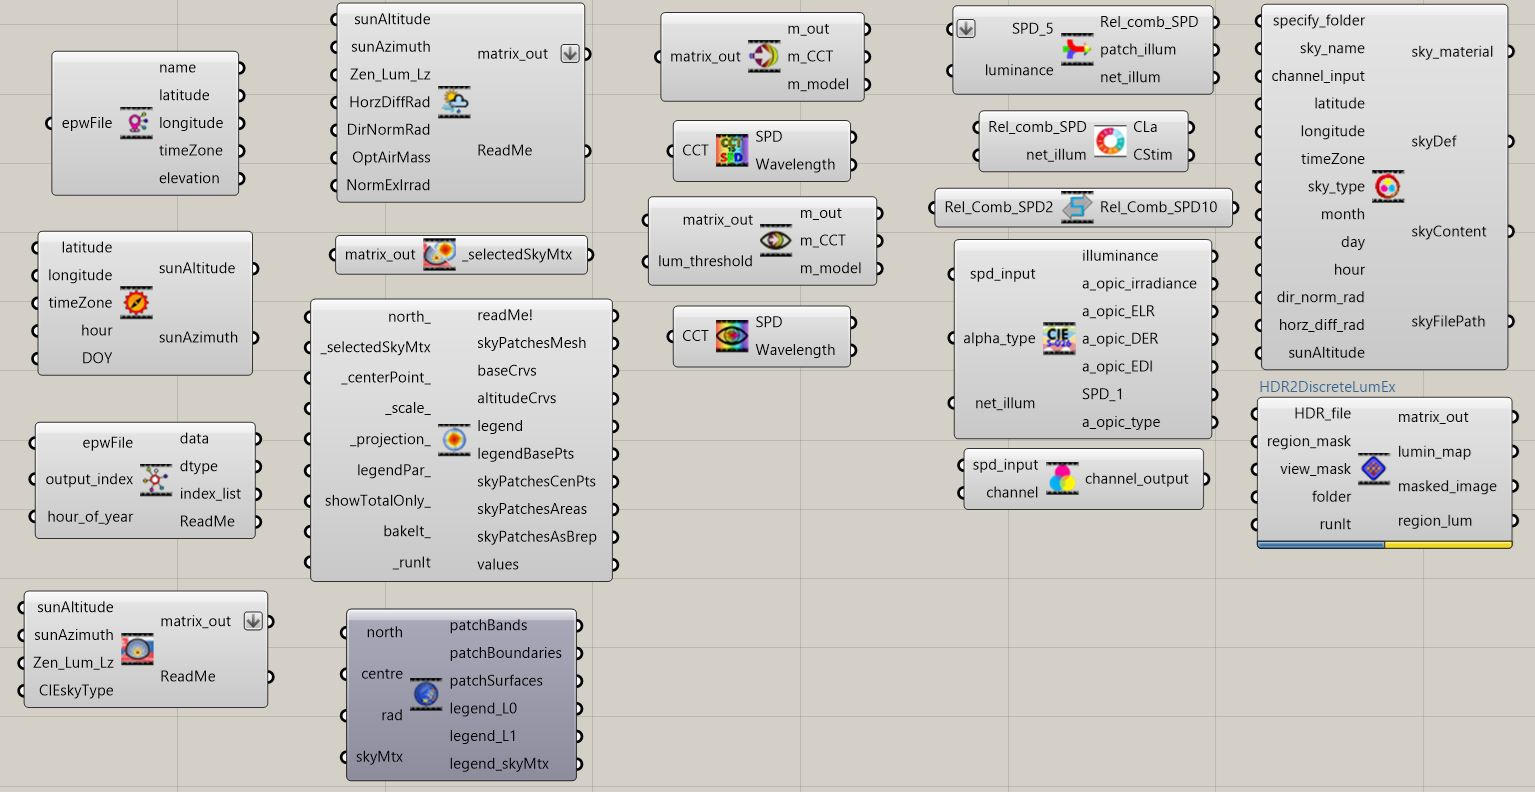 epwFile
name
latitude
longitude
timeZone
elevation
latitude
longitude
timeZone
hour
DOY
sunAltitude
sunAzimuth
epwFile
output_index
hour_of_year
data
dtype
index_list
ReadMe
sunAltitude
sunAzimuth
Zen_Lum_Lz
CIEskyType
matrix_out
ReadMe
sunAltitude
sunAzimuth
Zen_Lum_Lz
HorzDiffRad
DirNormRad
OptAirMass
NormExIrrad
matrix_out
ReadMe
matrix_out
_selectedSkyMtx
north_
_selectedSkyMtx
_centerPoint_
_scale_
_projection_
legendPar_
showTotalOnly_
bakeIt_
_runIt
readMe!
skyPatchesMesh
baseCrvs
altitudeCrvs
legend
legendBasePts
skyPatchesCenPts
skyPatchesAreas
skyPatchesAsBrep
values
north
centre
rad
skyMtx
patchBands
patchBoundaries
patchSurfaces
legend_L0
legend_L1
legend_skyMtx
matrix_out
m_out
m_CCT
m_model
CCT
CCT
SPD
SPD
Wavelength
matrix_out
lum_threshold
m_out
m_CCT
m_model
CCT
SPD
Wavelength
SPD_5
luminance
Rel_comb_SPD
patch_illum
net_illum
Rel_comb_SPD
net_illum
CLa
CStim
Rel_Comb_SPD2
Rel_Comb_SPD10
spd_input
alpha_type
net_illum
CIE
S-026
illuminance
a_opic_irradiance
a_opic_ELR
a_opic_DER
a_opic_EDI
SPD_1
a_opic_type
spd_input
channel
channel_output
specify_folder
sky_name
channel_input
latitude
longitude
timeZone
sky_type
month
day
hour
dir_norm_rad
horz_diff_rad
sunAltitude
sky_material
skyDef
skyContent
skyFilePath
HDR2DiscreteLumEx
HDR_file
region_mask
view_mask
folder
runIt
matrix_out
lumin_map
masked_image
region_lum